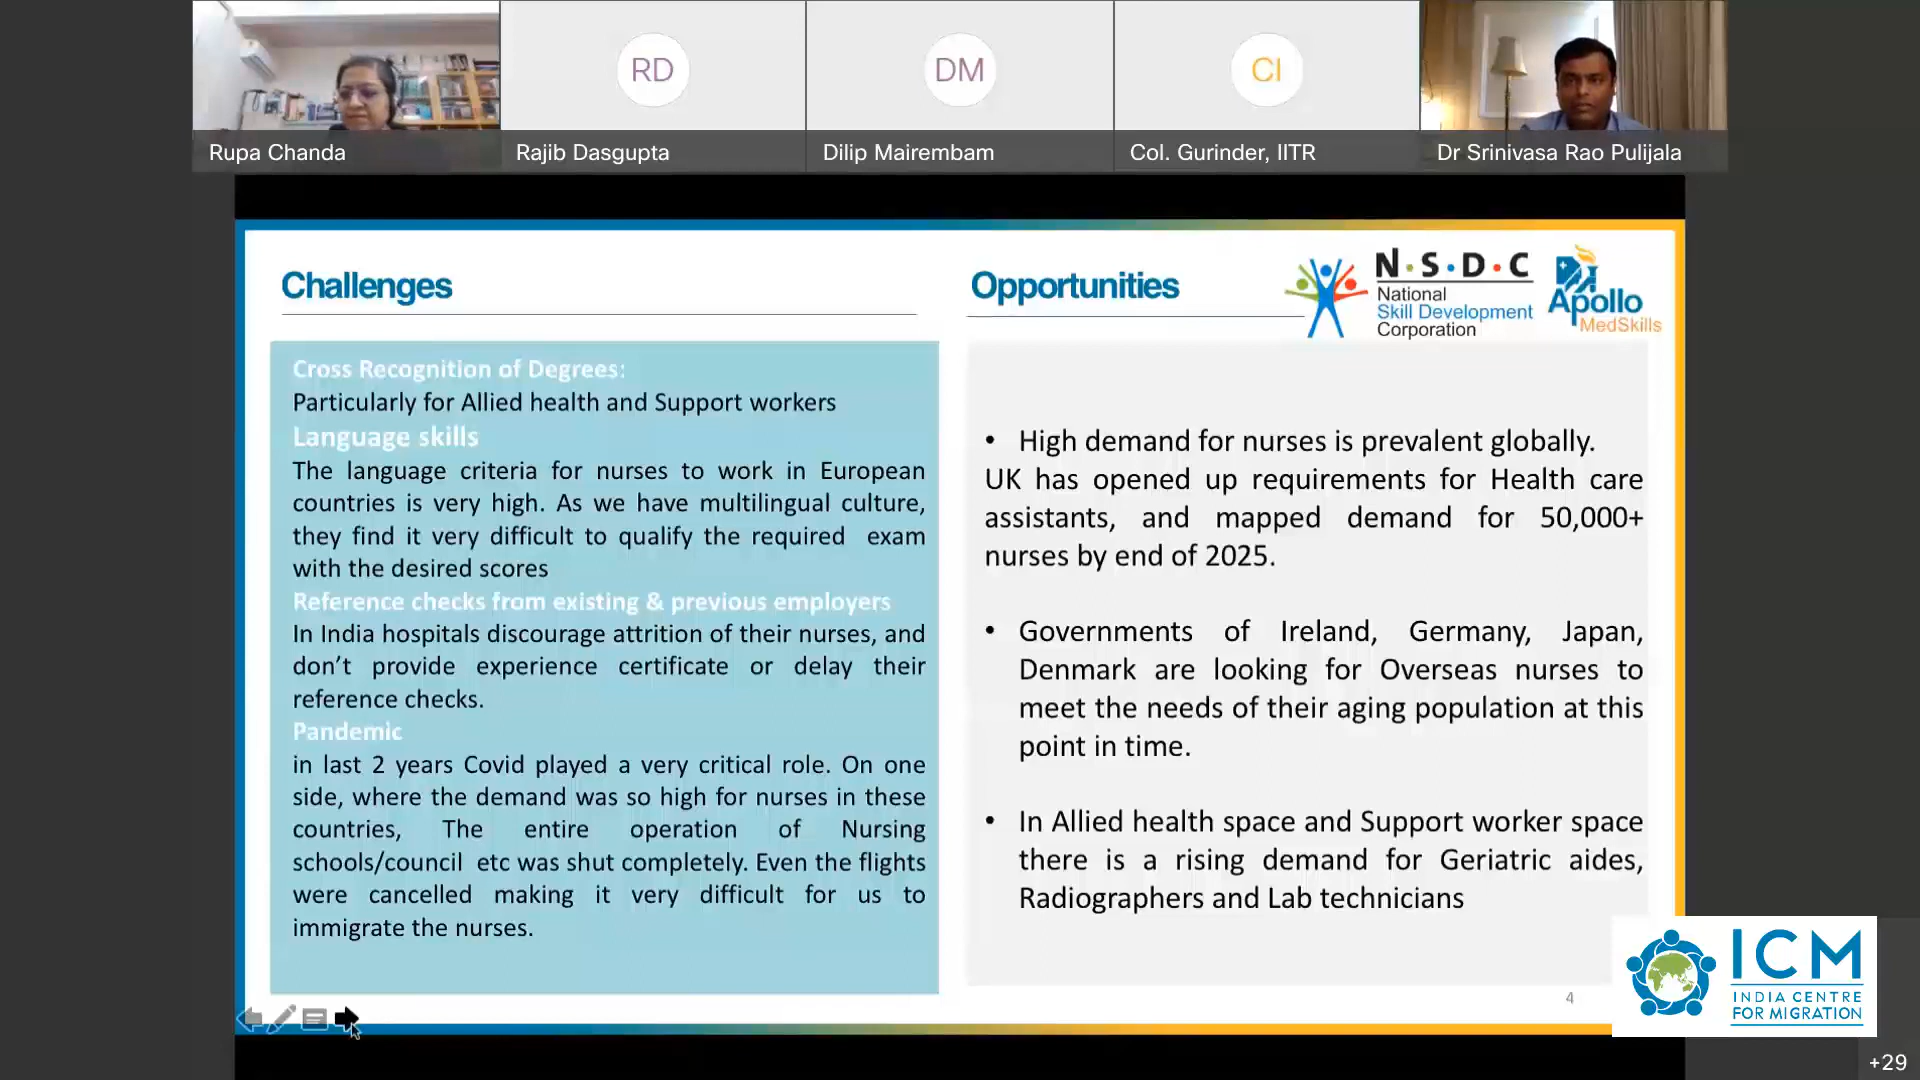 RD
DM
CI
Rupa Chanda
Rajib Dasgupta
Dilip Mairembam
Col. Gurinder, IITR
Dr Srinivasa Rao Pulijala
Challenges
Cross Recognition of Degrees:
Particularly for Allied health and Support workers
Language skills
The language criteria for nurses to work in European
countries is very high. As we have multilingual culture,
they find it very difficult to qualify the required exam
with the desired scores
Reference checks from existing & previous employers
In India hospitals discourage attrition of their nurses, and
don’t provide experience certificate or delay their
reference checks.
Pandemic
in last 2 years Covid played a very critical role. On one
side, where the demand was so high for nurses in these
countries, The entire operation of Nursing
schools/council etc was shut completely. Even the flights
were cancelled making it very difficult for us to
immigrate the nurses.
Opportunities
N·S·D·C
National
Skill Development
Corporation
Apollo
MedSkills
• High demand for nurses is prevalent globally.
UK has opened up requirements for Health care
assistants, and mapped demand for 50,000+
nurses by end of 2025.
• Governments of Ireland, Germany, Japan,
Denmark are looking for Overseas nurses to
meet the needs of their aging population at this
point in time.
• In Allied health space and Support worker space
there is a rising demand for Geriatric aides,
Radiographers and Lab technicians
4
ICM
INDIA CENTRE
FOR MIGRATION
+29